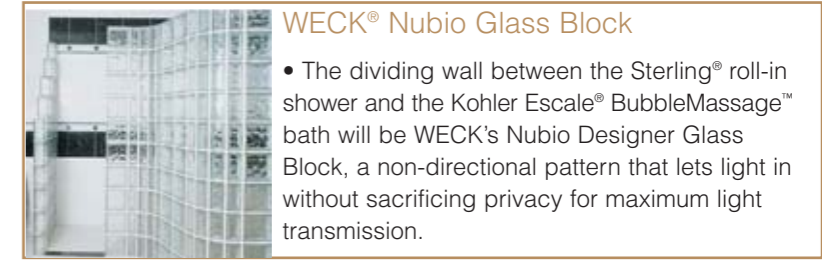 WECK® Nubio Glass Block
• The dividing wall between the Sterling® roll-in
shower and the Kohler Escale® BubbleMassage™
bath will be WECK's Nubio Designer Glass
Block, a non-directional pattern that lets light in
without sacrificing privacy for maximum light
transmission.